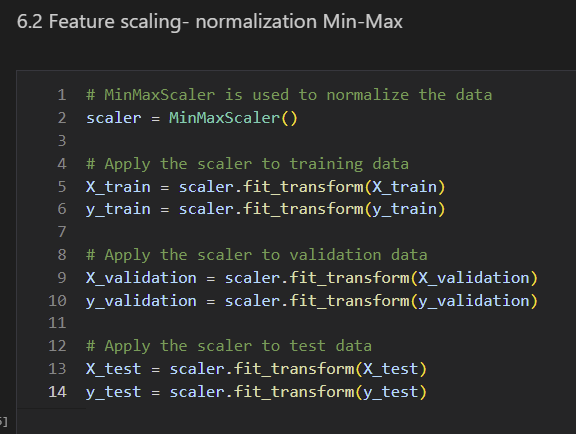 6.2 Feature scaling- normalization Min-Max
1 # MinMaxScaler is used to normalize the data
2 scaler = MinMaxScaler()
3
4 # Apply the scaler to training data
5 X_train = scaler.fit_transform(X_train)
6 y_train = scaler.fit_transform(y_train)
7
8 # Apply the scaler to validation data
9 X_validation = scaler.fit_transform(X_validation)
10 y_validation = scaler.fit_transform(y_validation)
11
12 # Apply the scaler to test data
13 X_test = scaler.fit_transform(X_test)
14 y_test = scaler.fit_transform(y_test)
]